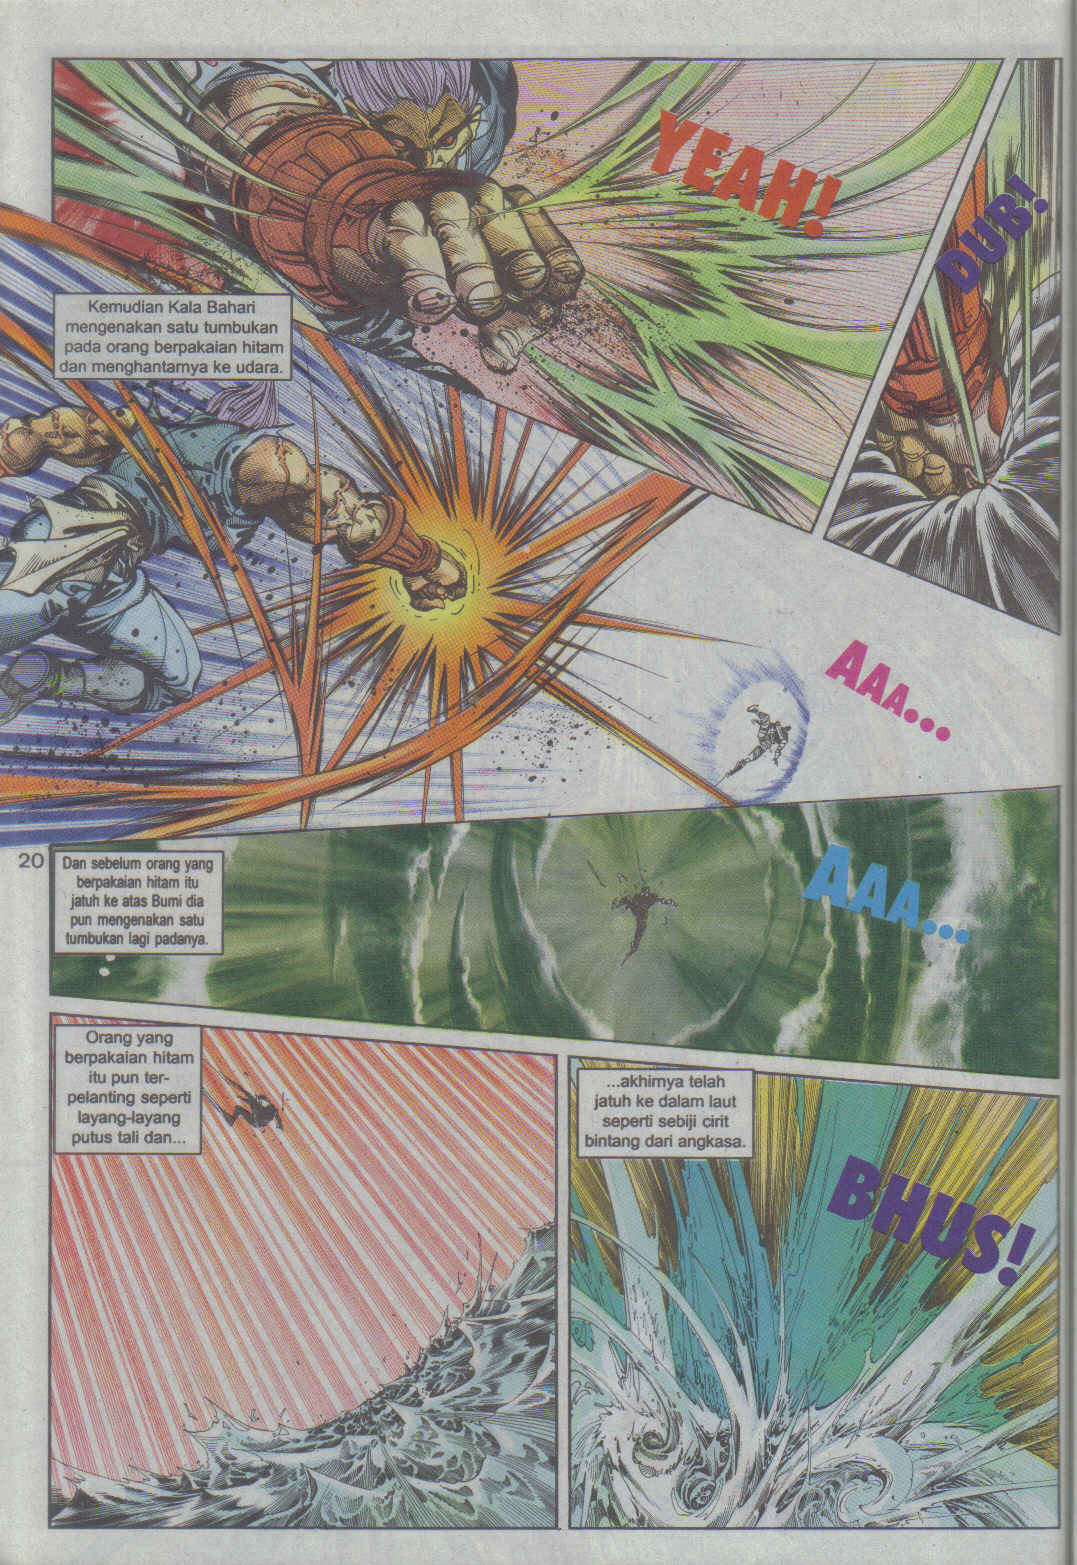 YEAH!
DUB!
Kemudian Kala Bahari
mengenakan satu tumbukan
pada orang berpakaian hitam
dan menghantarnya ke udara.
AAA...
20
Dan sebelum orang yang
berpakaian hitam itu
jatuh ke atas Bumi dia
pun mengenakan satu
tumbukan lagi padanya.
AAA...
Orang yang
berpakaian hitam
itu pun ter-
pelanting seperti
layang-layang
putus tali dan...
...akhirnya telah
jatuh ke dalam laut
seperti sebiji cirit
bintang dari angkasa.
BHUS!